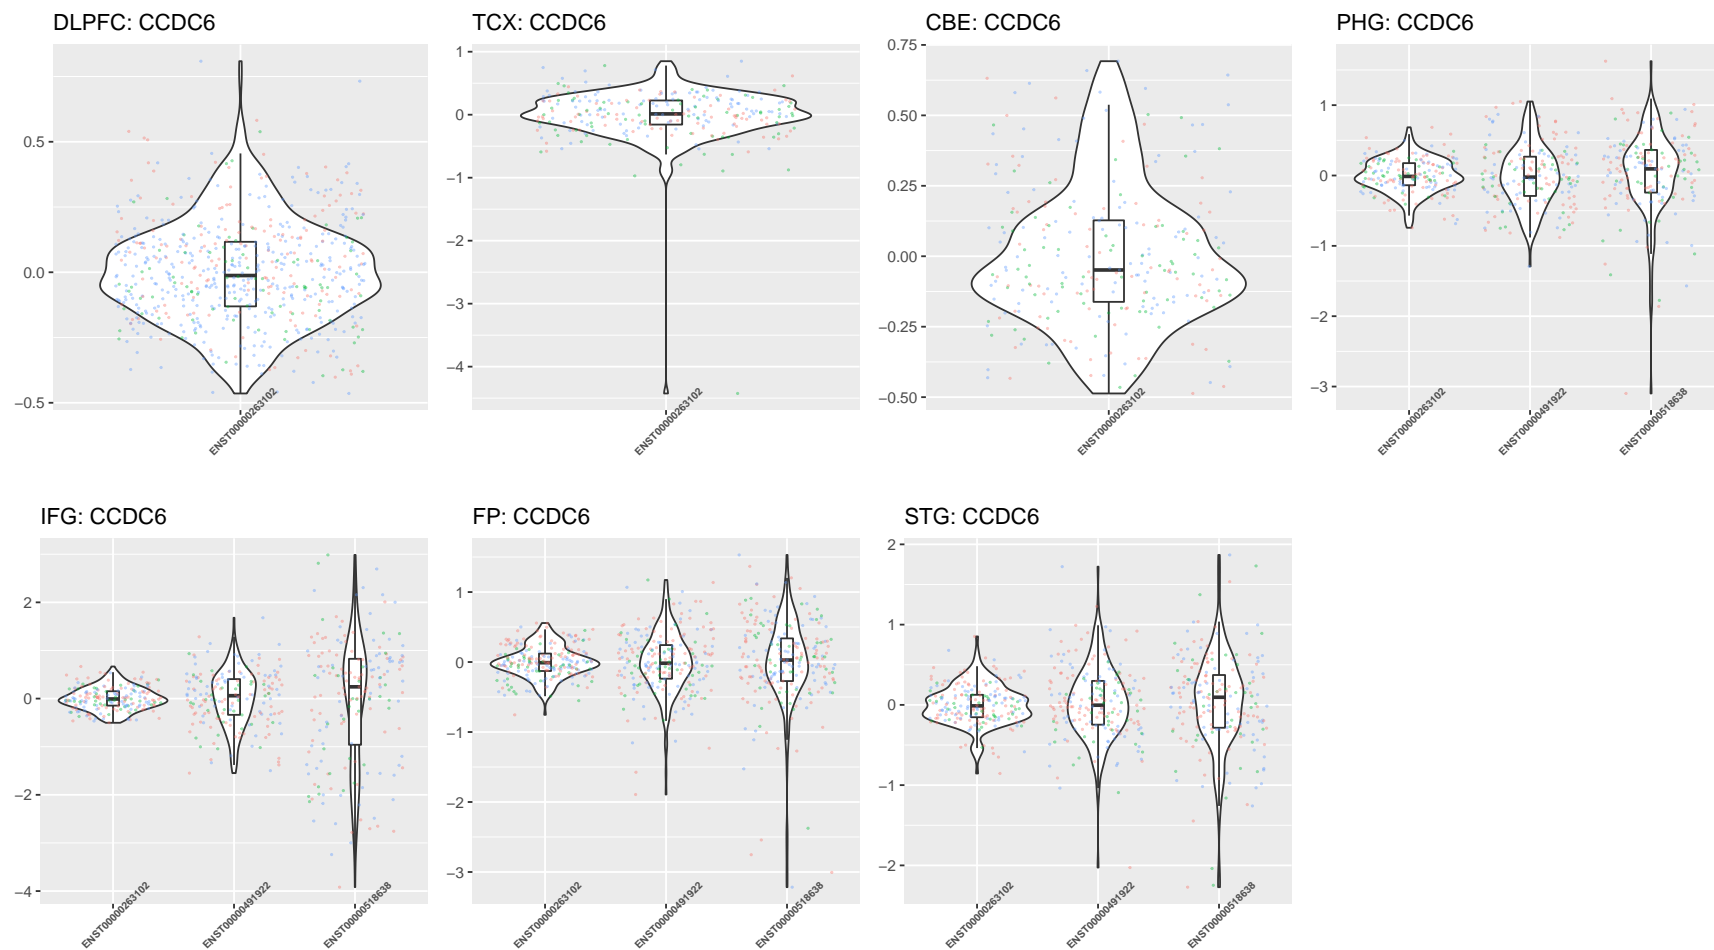 DLPFC: CCDC6
0.5
0.0
−0.5
ENST00000263102
TCX: CCDC6
1
0
−1
−2
−3
−4
ENST00000263102
CBE: CCDC6
0.75
0.50
0.25
0.00
−0.25
−0.50
ENST00000263102
PHG: CCDC6
1
0
−1
−2
−3
ENST00000263102
ENST00000491922
ENST00000518638
IFG: CCDC6
2
0
−2
−4
ENST00000263102
ENST00000491922
ENST00000518638
FP: CCDC6
1
0
−1
−2
−3
ENST00000263102
ENST00000491922
ENST00000518638
STG: CCDC6
2
1
0
−1
−2
ENST00000263102
ENST00000491922
ENST00000518638